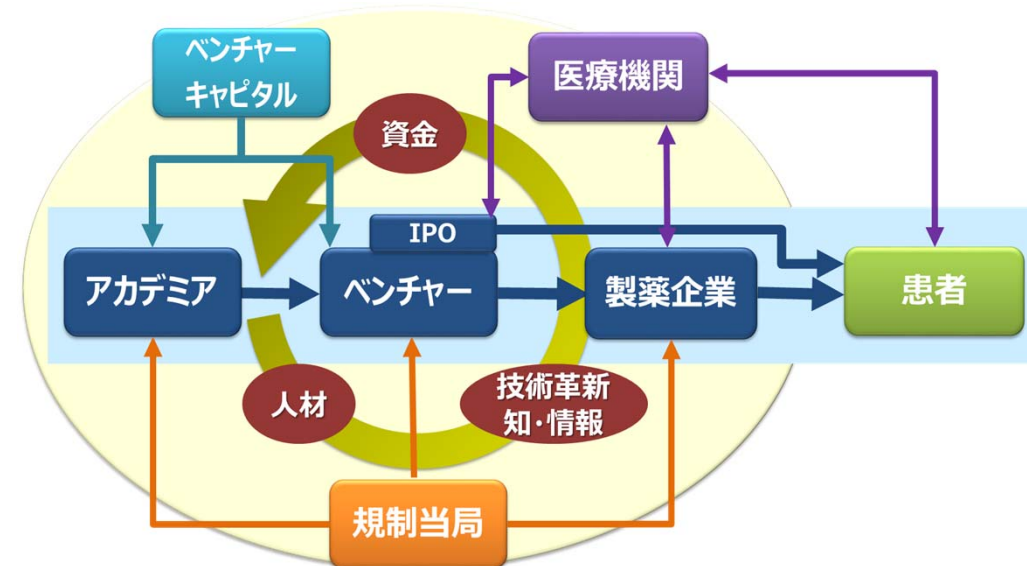 ベンチャー
キャピタル
医療機関
資金
IPO
アカデミア
ベンチャー
製薬企業
患者
人材
技術革新
知・情報
規制当局